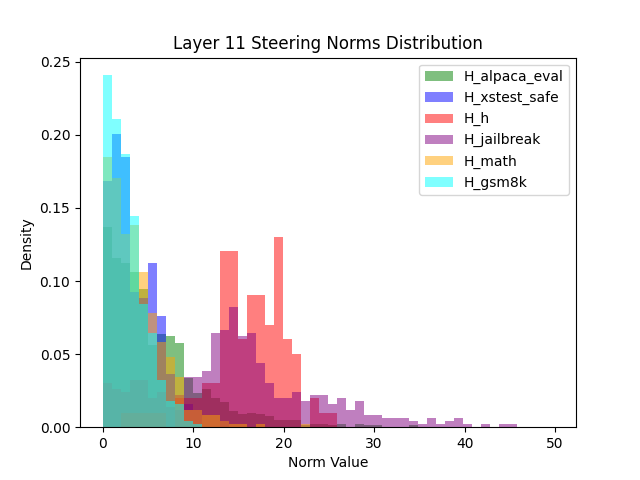 Layer 11 Steering Norms Distribution
0.25
0.20
0.15
0.10
0.05
0.00
Density
H_alpaca_eval
H_xstest_safe
H_h
H_jailbreak
H_math
H_gsm8k
0 10 20 30 40 50
Norm Value